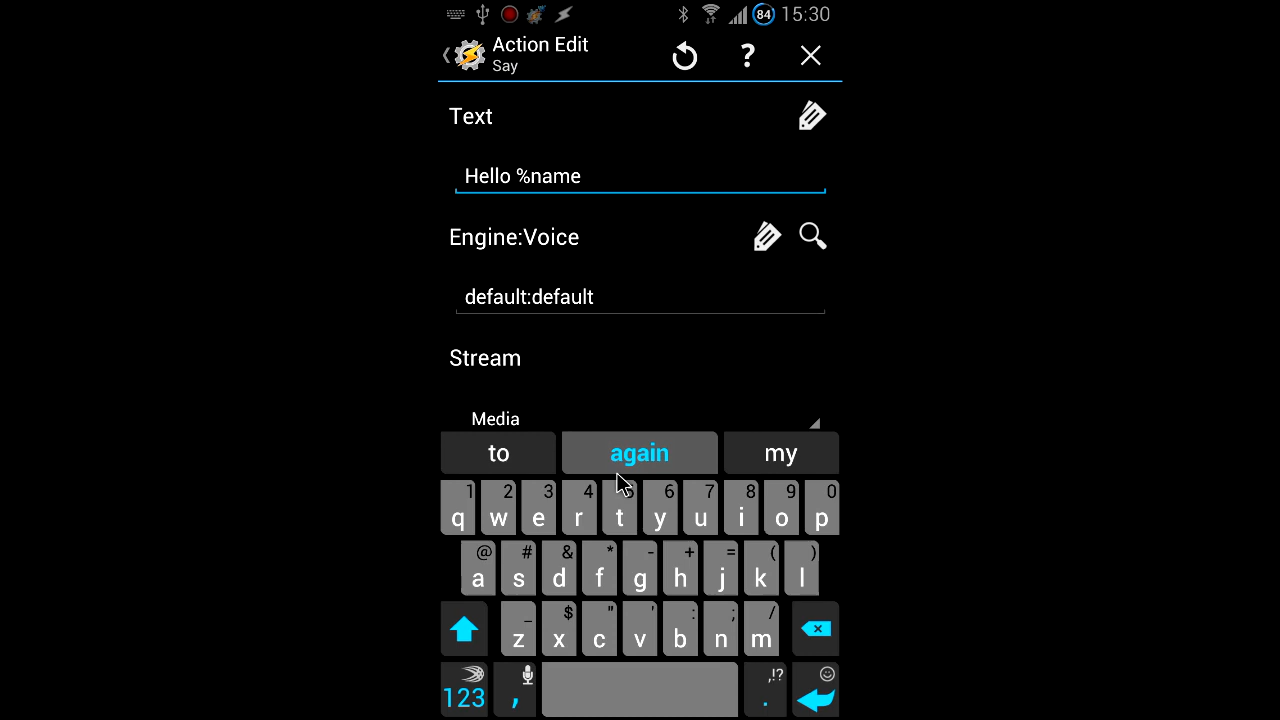 84 15:30
Action Edit
Say
?
Text
Hello %name
Engine:Voice
default:default
Stream
Media
to again my
1 2 3 4 5 6 7 8 9 0
q w e r t y u i o p
@ # & * - + = ( )
a s d f g h j k l
_ $ " ' : ; /
z x c v b n m
,!?
123 , .